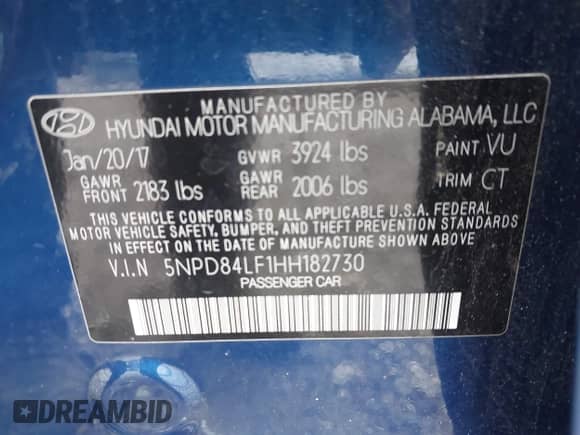 MANUFACTURED BY
HYUNDAI MOTOR MANUFACTURING ALABAMA, LLC
Jan/20/17 GVWR 3924 lbs PAINT VU
GAWR FRONT 2183 lbs GAWR REAR 2006 lbs TRIM CT
THIS VEHICLE CONFORMS TO ALL APPLICABLE U.S.A. FEDERAL
MOTOR VEHICLE SAFETY, BUMPER, AND THEFT PREVENTION STANDARDS
IN EFFECT ON THE DATE OF MANUFACTURE SHOWN ABOVE.
V.I.N 5NPD84LF1HH182730
PASSENGER CAR
DREAMBID